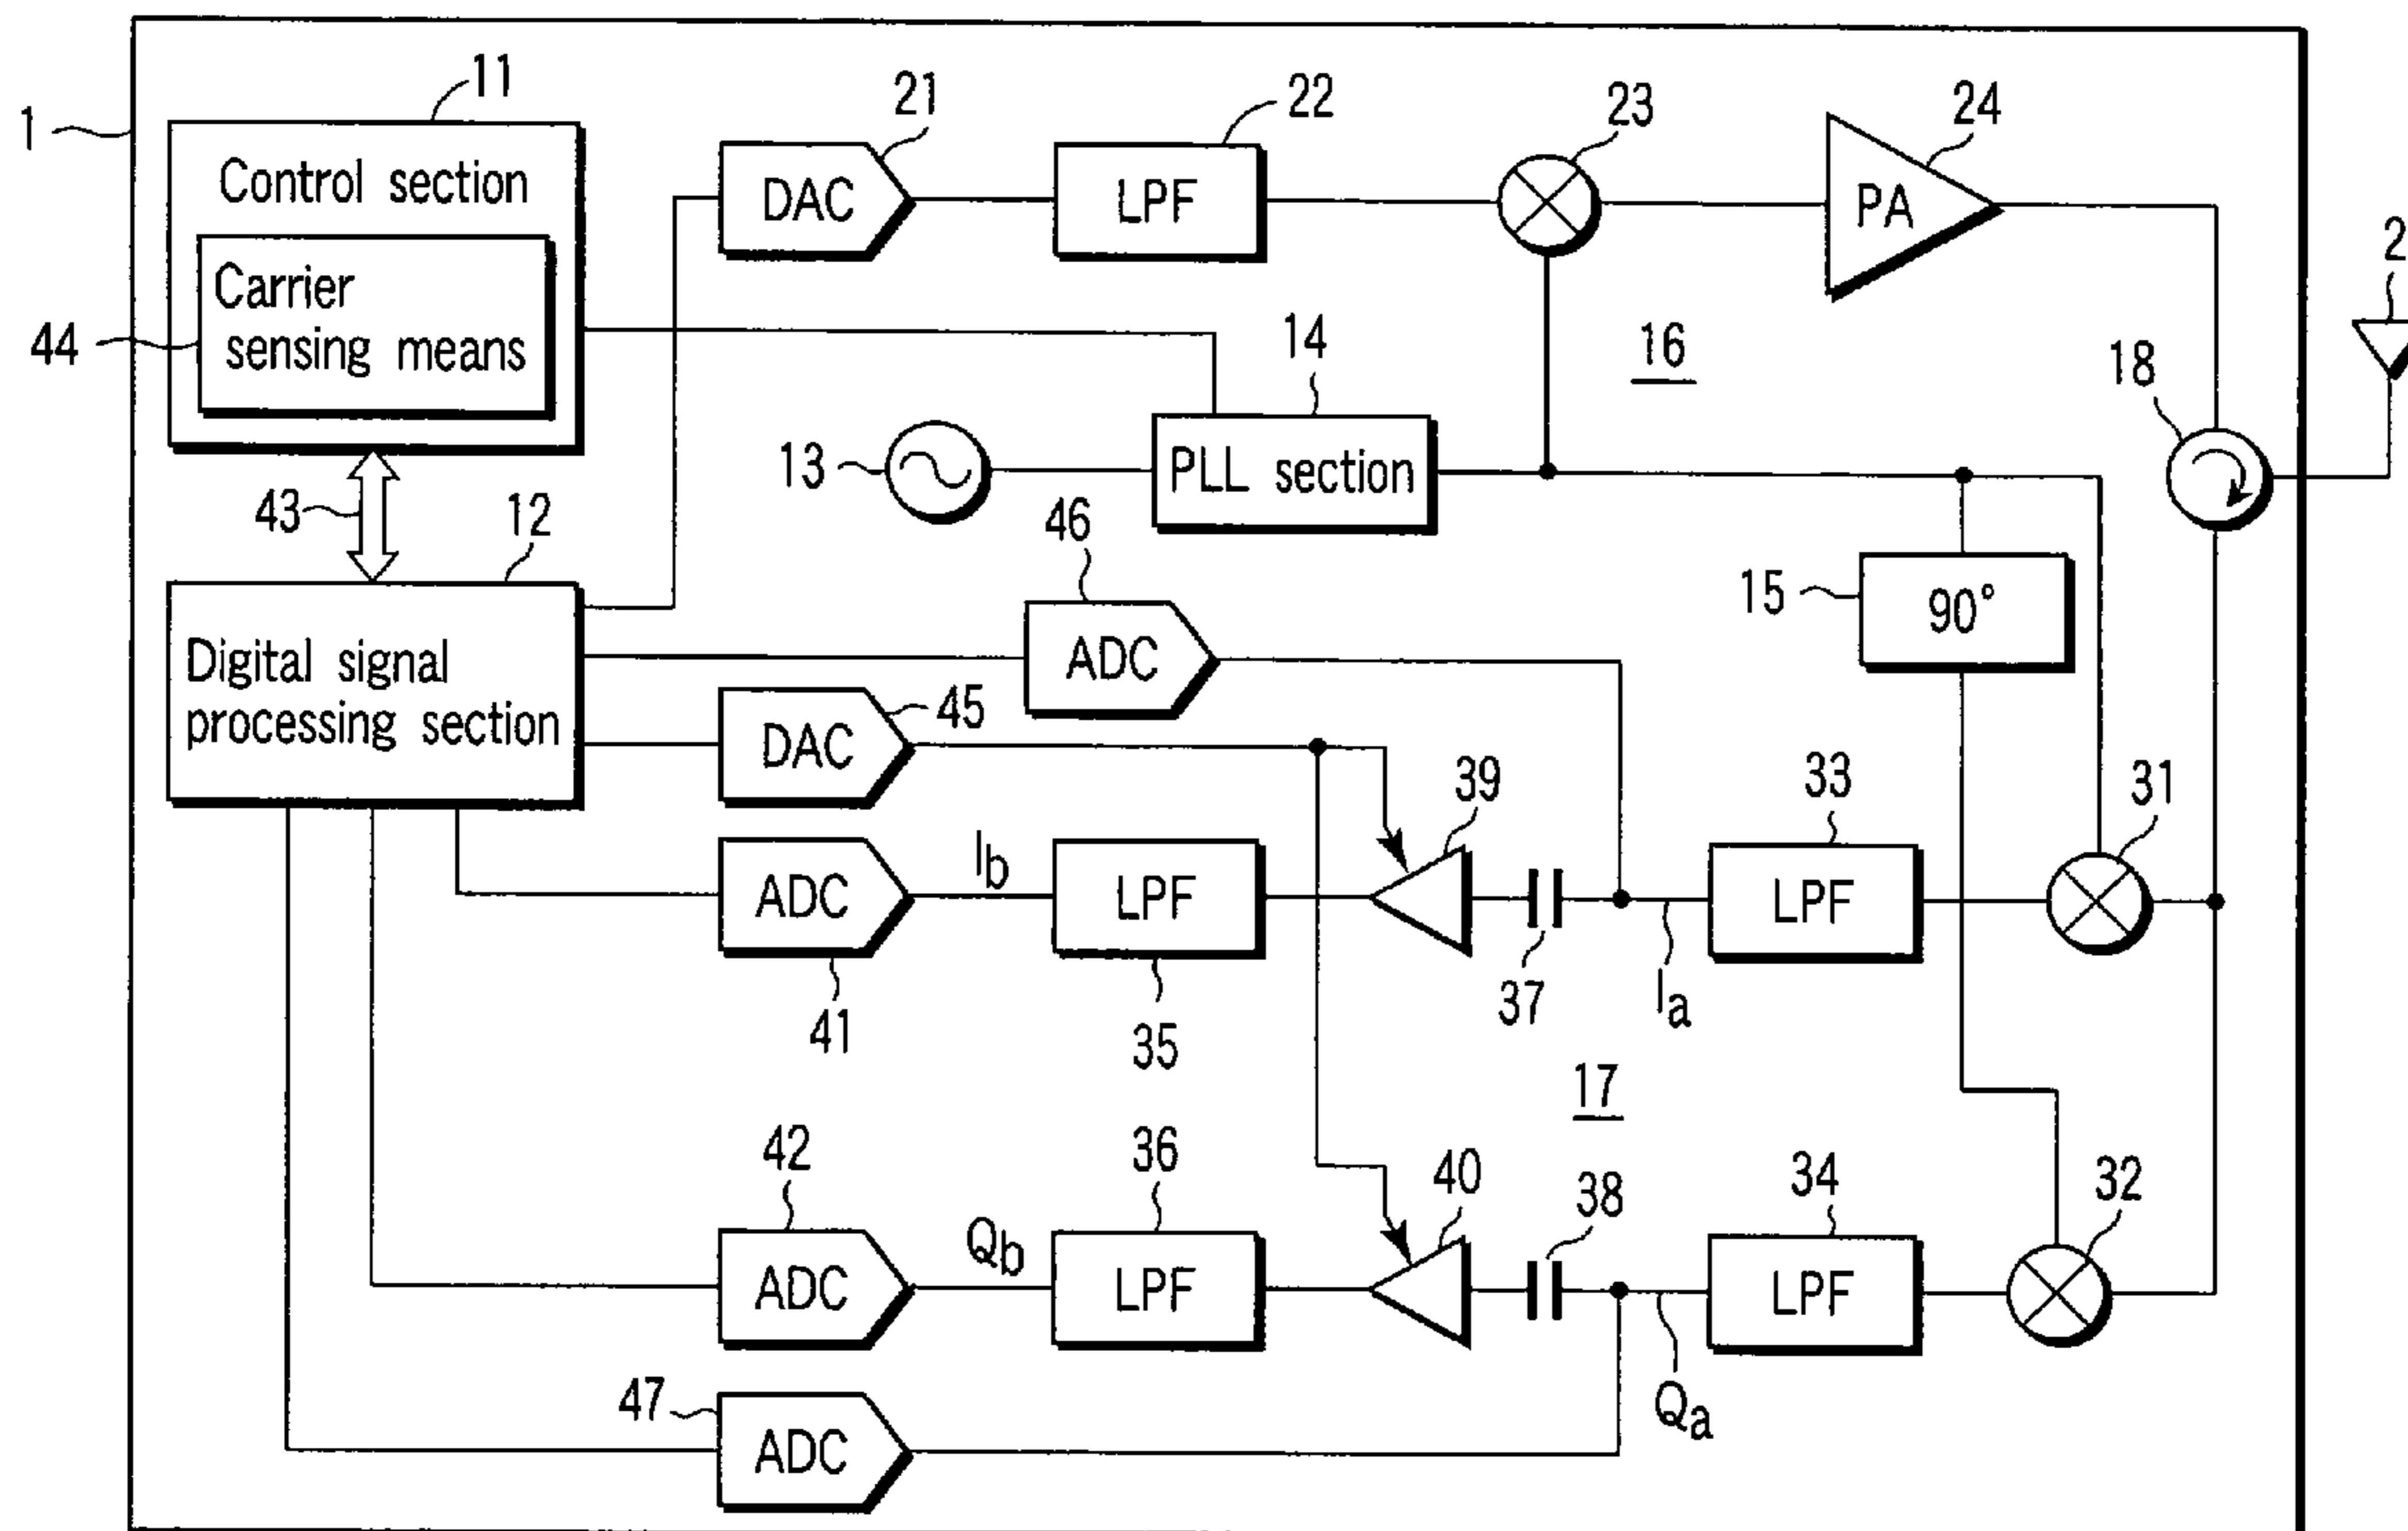 1
11
Control section
Carrier
sensing means
44
21
DAC
22
LPF
23
24
PA
2
16
18
14
PLL section
13
43
12
Digital signal
processing section
46
ADC
15
90°
45
DAC
39
33
LPF
31
ADC
41
Ib
LPF
35
37
Ia
17
42
ADC
Qb
36
LPF
40
38
34
LPF
32
Qa
47
ADC